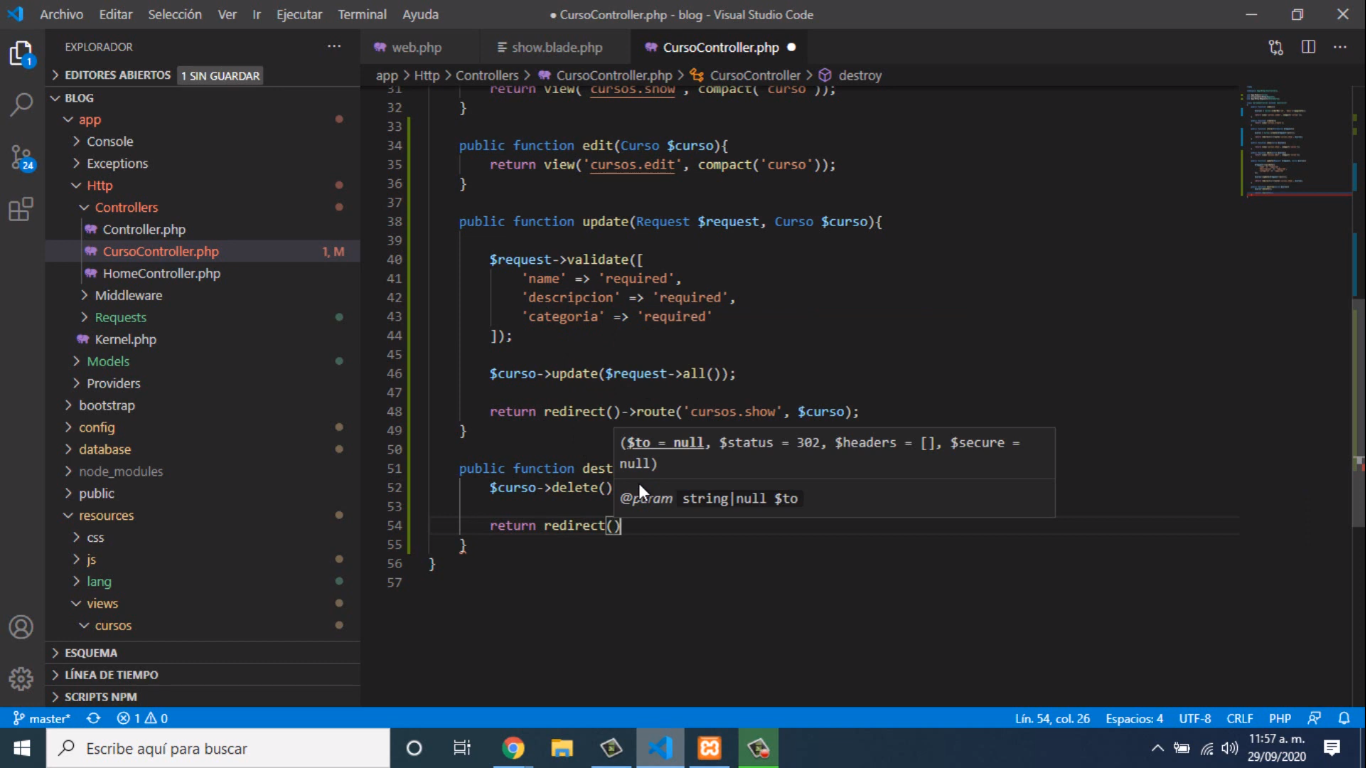 Archivo Editar Selección Ver Ir Ejecutar Terminal Ayuda
● CursoController.php - blog - Visual Studio Code
EXPLORADOR ···
web.php show.blade.php CursoController.php ●
EDITORES ABIERTOS 1 SIN GUARDAR
app > Http > Controllers > CursoController.php > CursoController > destroy
BLOG
app
Console
Exceptions
Http
Controllers
Controller.php
CursoController.php 1, M
HomeController.php
Middleware
Requests
Kernel.php
Models
Providers
bootstrap
config
database
node_modules
public
resources
css
js
lang
views
cursos
ESQUEMA
LÍNEA DE TIEMPO
SCRIPTS NPM
1
24
31 return view('cursos.show', compact('curso'));
32 }
33
34 public function edit(Curso $curso){
35 return view('cursos.edit', compact('curso'));
36 }
37
38 public function update(Request $request, Curso $curso){
39
40 $request->validate([
41 'name' => 'required',
42 'descripcion' => 'required',
43 'categoria' => 'required'
44 ]);
45
46 $curso->update($request->all());
47
48 return redirect()->route('cursos.show', $curso);
49 }
50
51 public function dest
52 $curso->delete()
53
54 return redirect()
55 }
56 }
57
($to = null, $status = 302, $headers = [], $secure =
null)
@param string|null $to
master* 1 0 Lín. 54, col. 26 Espacios: 4 UTF-8 CRLF PHP
Escribe aquí para buscar
11:57 a. m.
29/09/2020